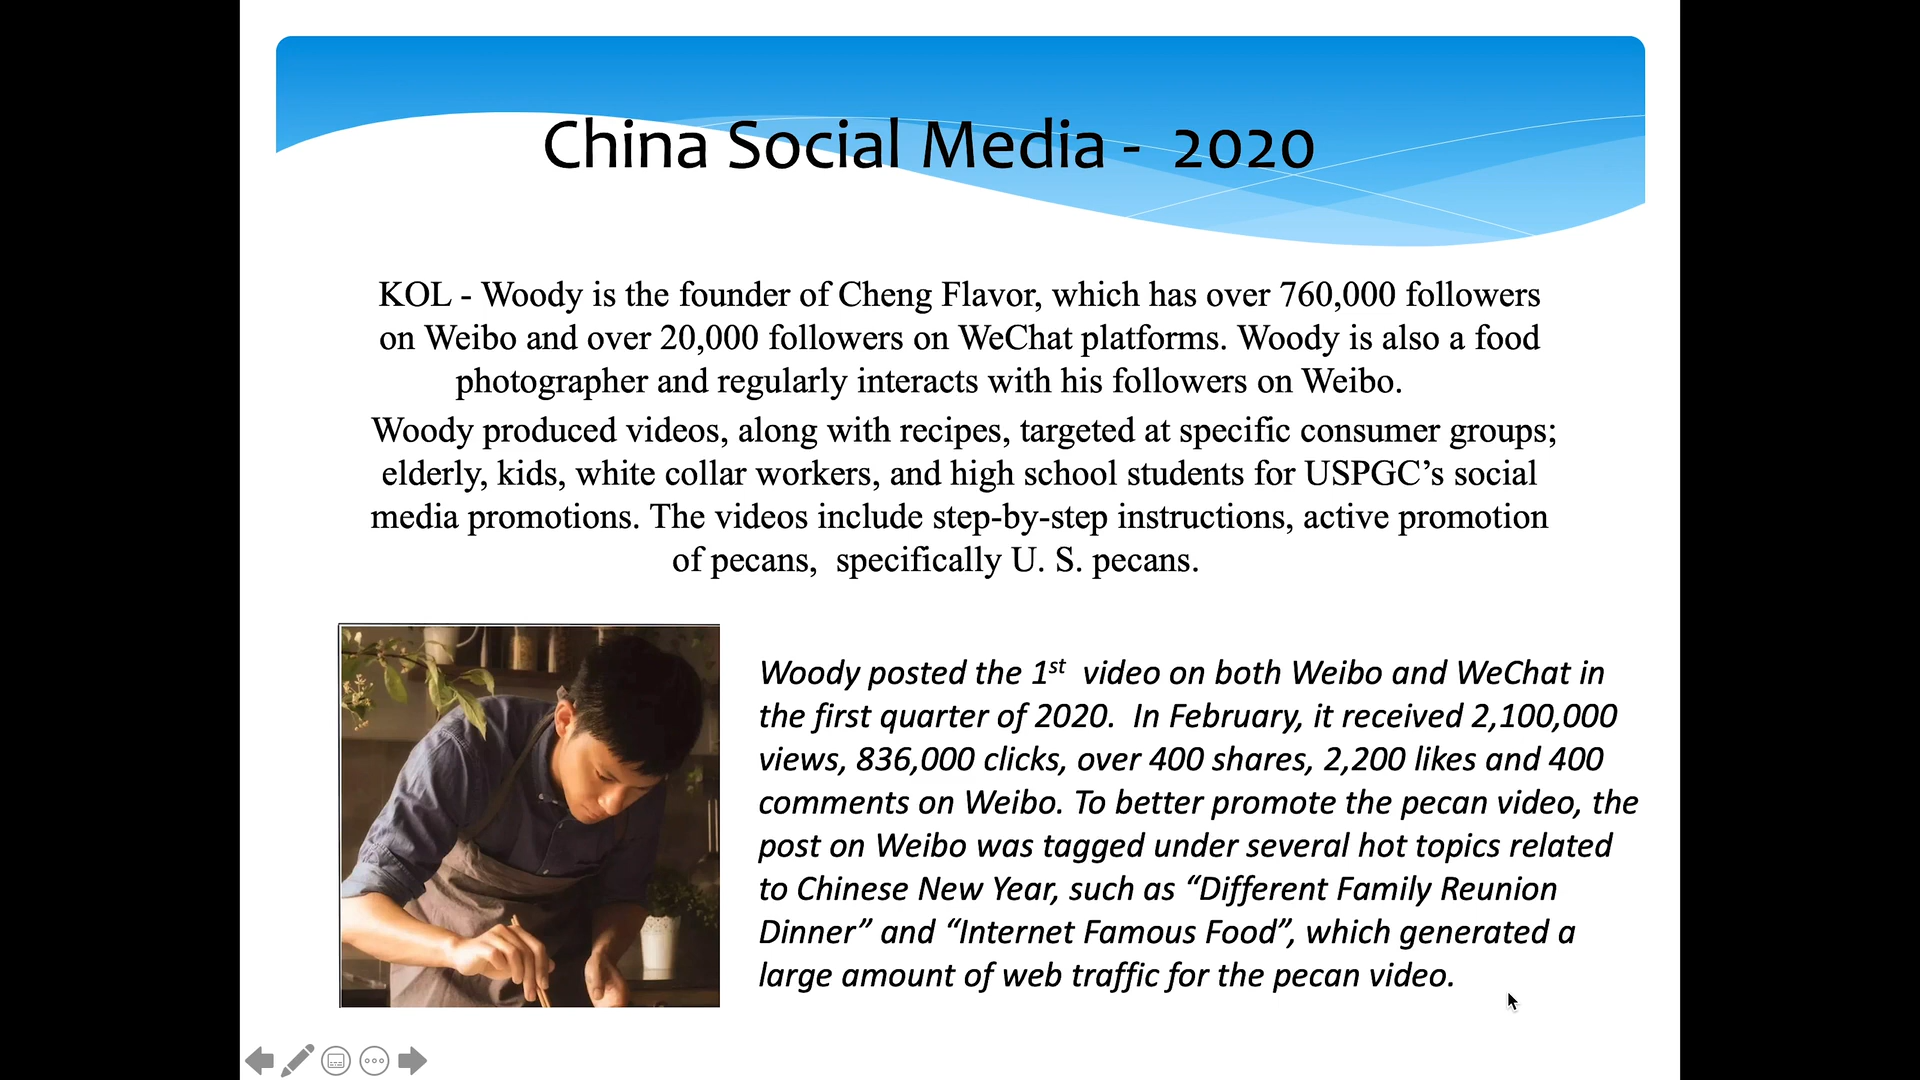 China Social Media - 2020
KOL - Woody is the founder of Cheng Flavor, which has over 760,000 followers
on Weibo and over 20,000 followers on WeChat platforms. Woody is also a food
photographer and regularly interacts with his followers on Weibo.
Woody produced videos, along with recipes, targeted at specific consumer groups;
elderly, kids, white collar workers, and high school students for USPGC’s social
media promotions. The videos include step-by-step instructions, active promotion
of pecans, specifically U. S. pecans.
Woody posted the 1st video on both Weibo and WeChat in
the first quarter of 2020. In February, it received 2,100,000
views, 836,000 clicks, over 400 shares, 2,200 likes and 400
comments on Weibo. To better promote the pecan video, the
post on Weibo was tagged under several hot topics related
to Chinese New Year, such as “Different Family Reunion
Dinner” and “Internet Famous Food”, which generated a
large amount of web traffic for the pecan video.